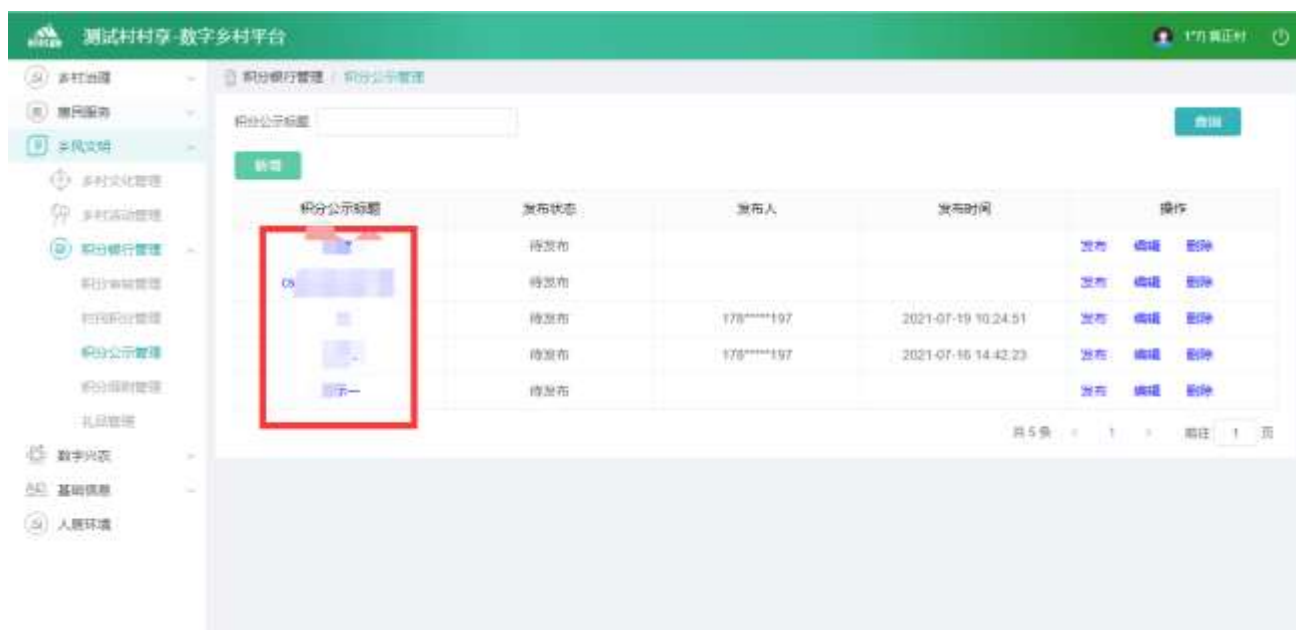 测试村村享-数字乡村平台
乡村治理
积分银行管理 / 积分公示管理
惠民服务
积分公示标题
查询
乡风文明
新增
乡村文化管理
乡村活动管理
积分公示标题 发布状态 发布人 发布时间 操作
积分银行管理
待发布 发布 编辑 删除
积分审核管理
待发布 发布 编辑 删除
村民积分管理
待发布 178*****197 2021-07-19 10:24:51 发布 编辑 删除
积分公示管理
待发布 178*****197 2021-07-16 14:42:23 发布 编辑 删除
积分细则管理
示一 待发布 发布 编辑 删除
礼品管理
共 5 条 < 1 > 前往 1 页
数字兴农
基础信息
人居环境